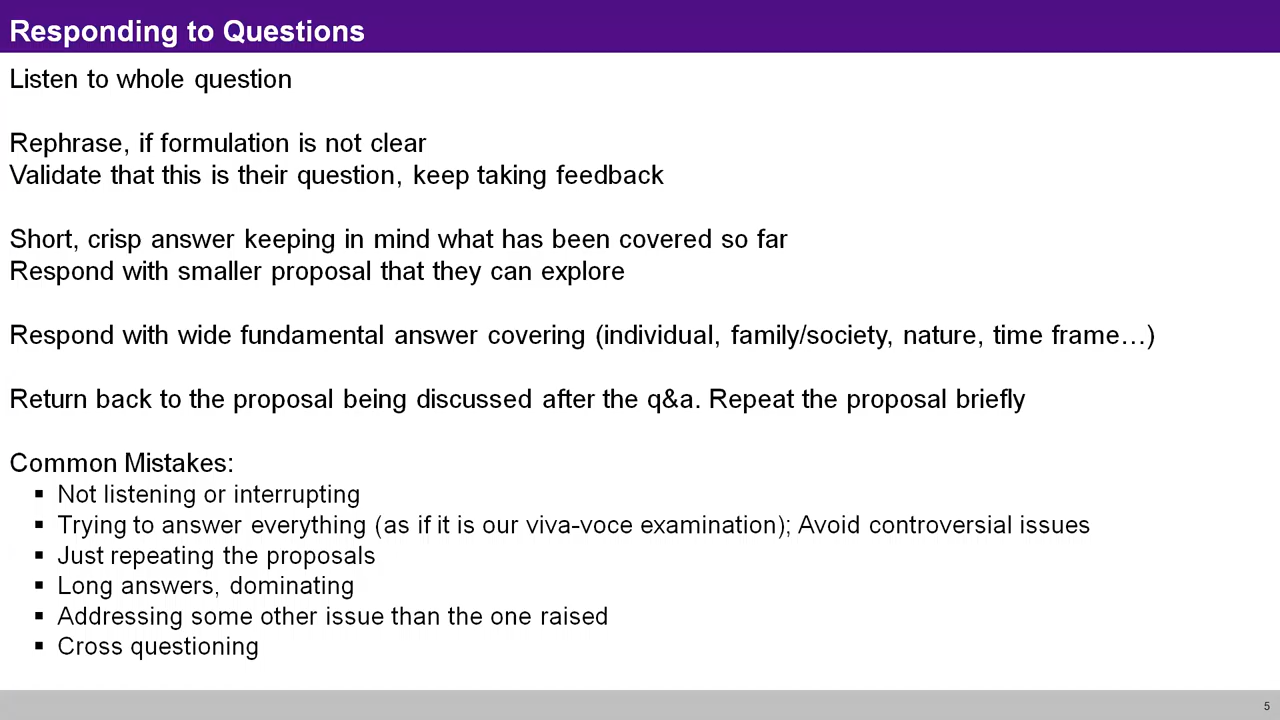 Responding to Questions
Listen to whole question
Rephrase, if formulation is not clear
Validate that this is their question, keep taking feedback
Short, crisp answer keeping in mind what has been covered so far
Respond with smaller proposal that they can explore
Respond with wide fundamental answer covering (individual, family/society, nature, time frame…)
Return back to the proposal being discussed after the q&a. Repeat the proposal briefly
Common Mistakes:
▪ Not listening or interrupting
▪ Trying to answer everything (as if it is our viva-voce examination); Avoid controversial issues
▪ Just repeating the proposals
▪ Long answers, dominating
▪ Addressing some other issue than the one raised
▪ Cross questioning
5